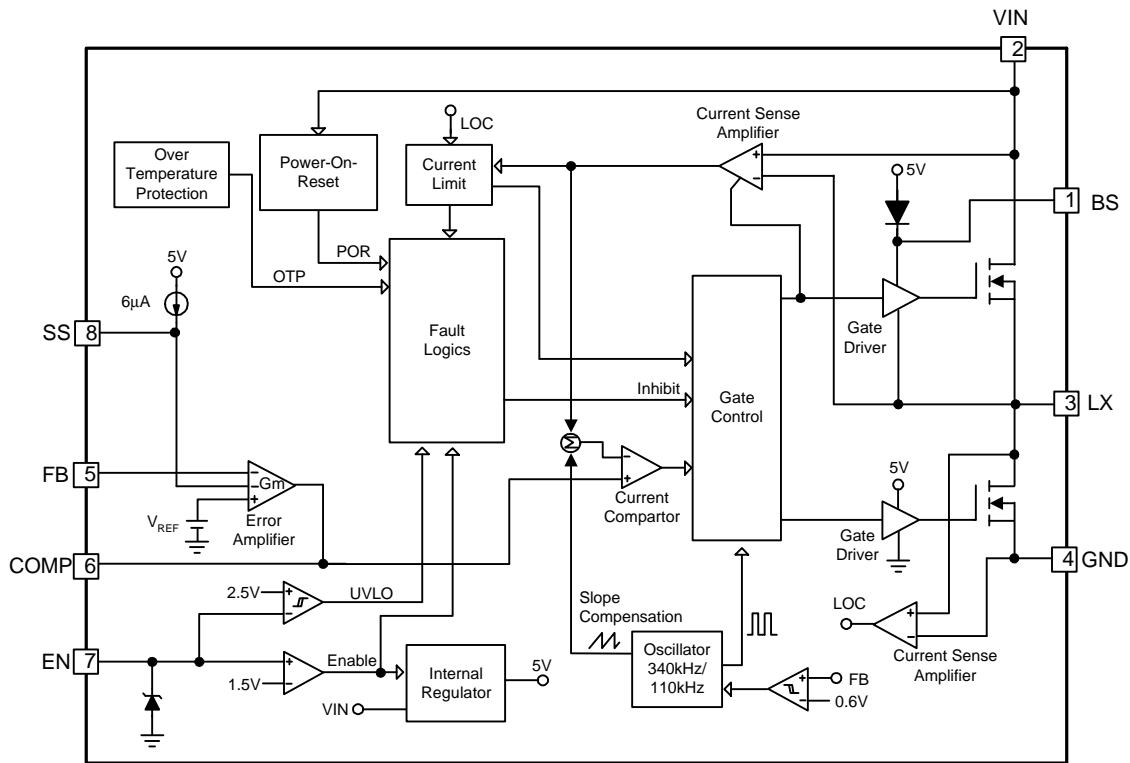 VIN
2
LOC
Current Sense
Amplifier
Over
Temperature
Protection
Power-On-
Reset
Current
Limit
5V
1
BS
POR
OTP
5V
6μA
SS
8
Fault
Logics
Gate
Driver
Inhibit
Gate
Control
3
LX
Σ
FB
5
Gm
Error
Amplifier
VREF
Current
Compartor
5V
Gate
Driver
COMP
6
4
GND
2.5V
UVLO
Slope
Compensation
LOC
Current Sense
Amplifier
EN
7
1.5V
Enable
Internal
Regulator
5V
VIN
Oscillator
340kHz/
110kHz
FB
0.6V